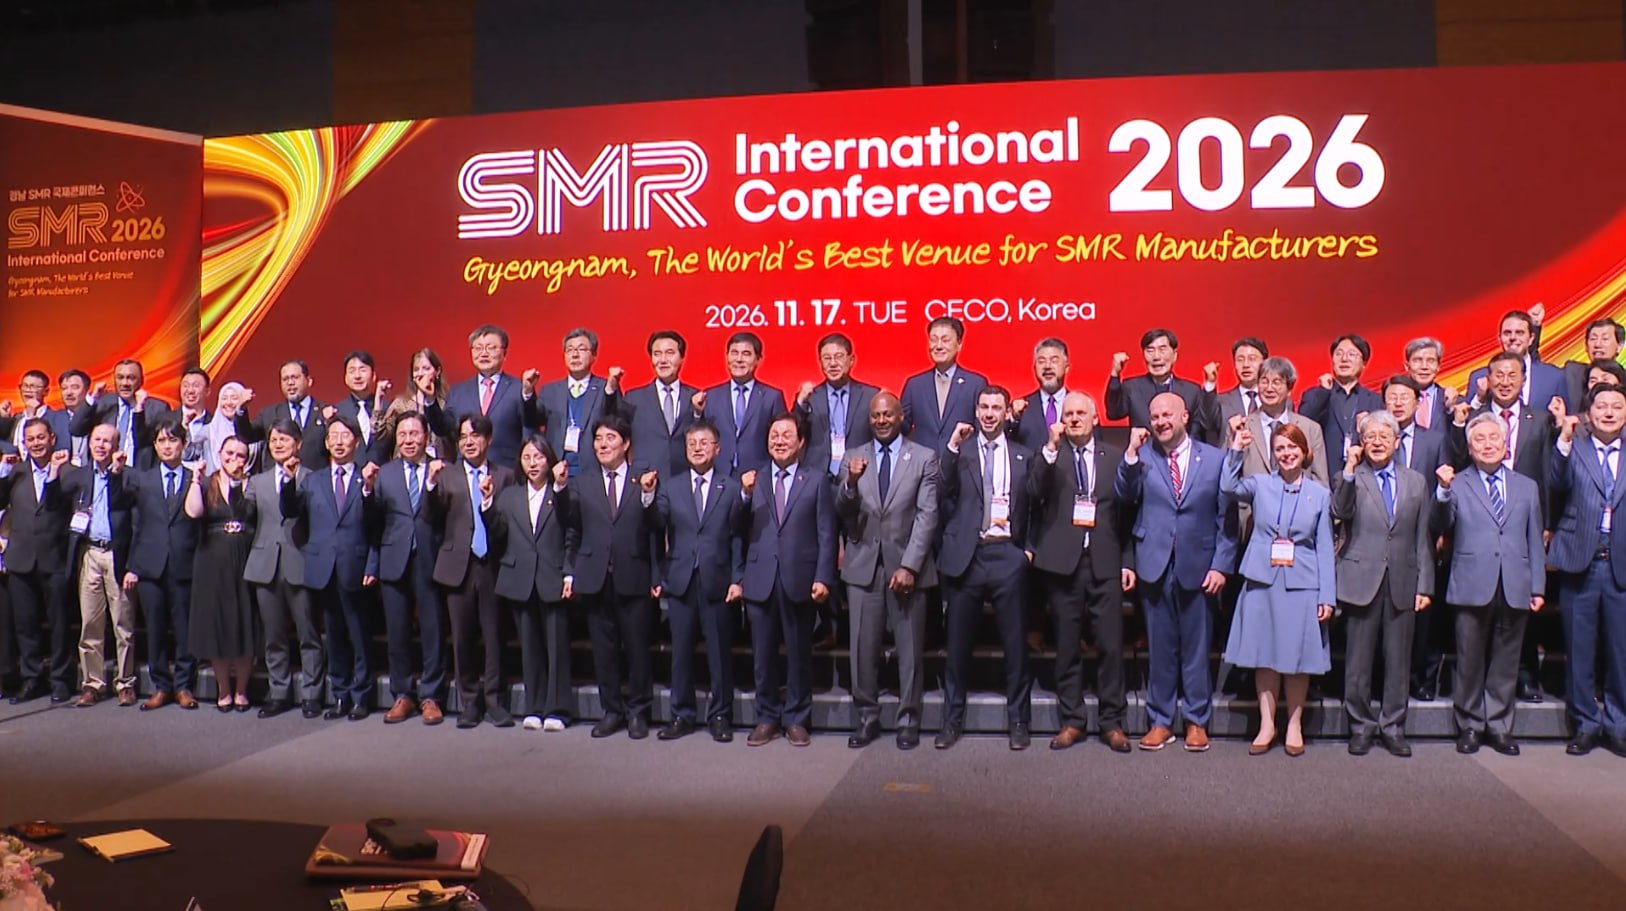 경남 SMR 국제콘퍼런스
SMR 2026
International Conference
Gyeongnam, The World's Best Venue
for SMR Manufacturers
SMR International Conference 2026
Gyeongnam, The World's Best Venue for SMR Manufacturers
2026. 11. 17. TUE CECO, Korea